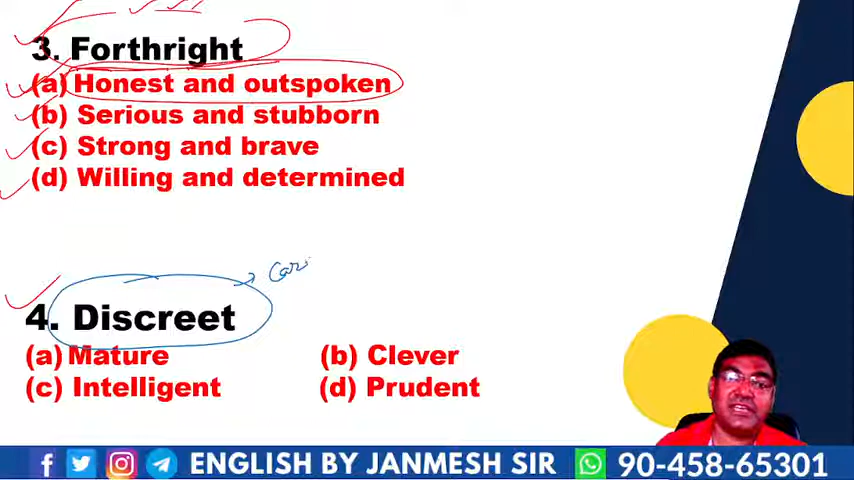 3. Forthright
(a) Honest and outspoken
(b) Serious and stubborn
(c) Strong and brave
(d) Willing and determined
4. Discreet
(a) Mature (b) Clever
(c) Intelligent (d) Prudent
ENGLISH BY JANMESH SIR 90-458-65301